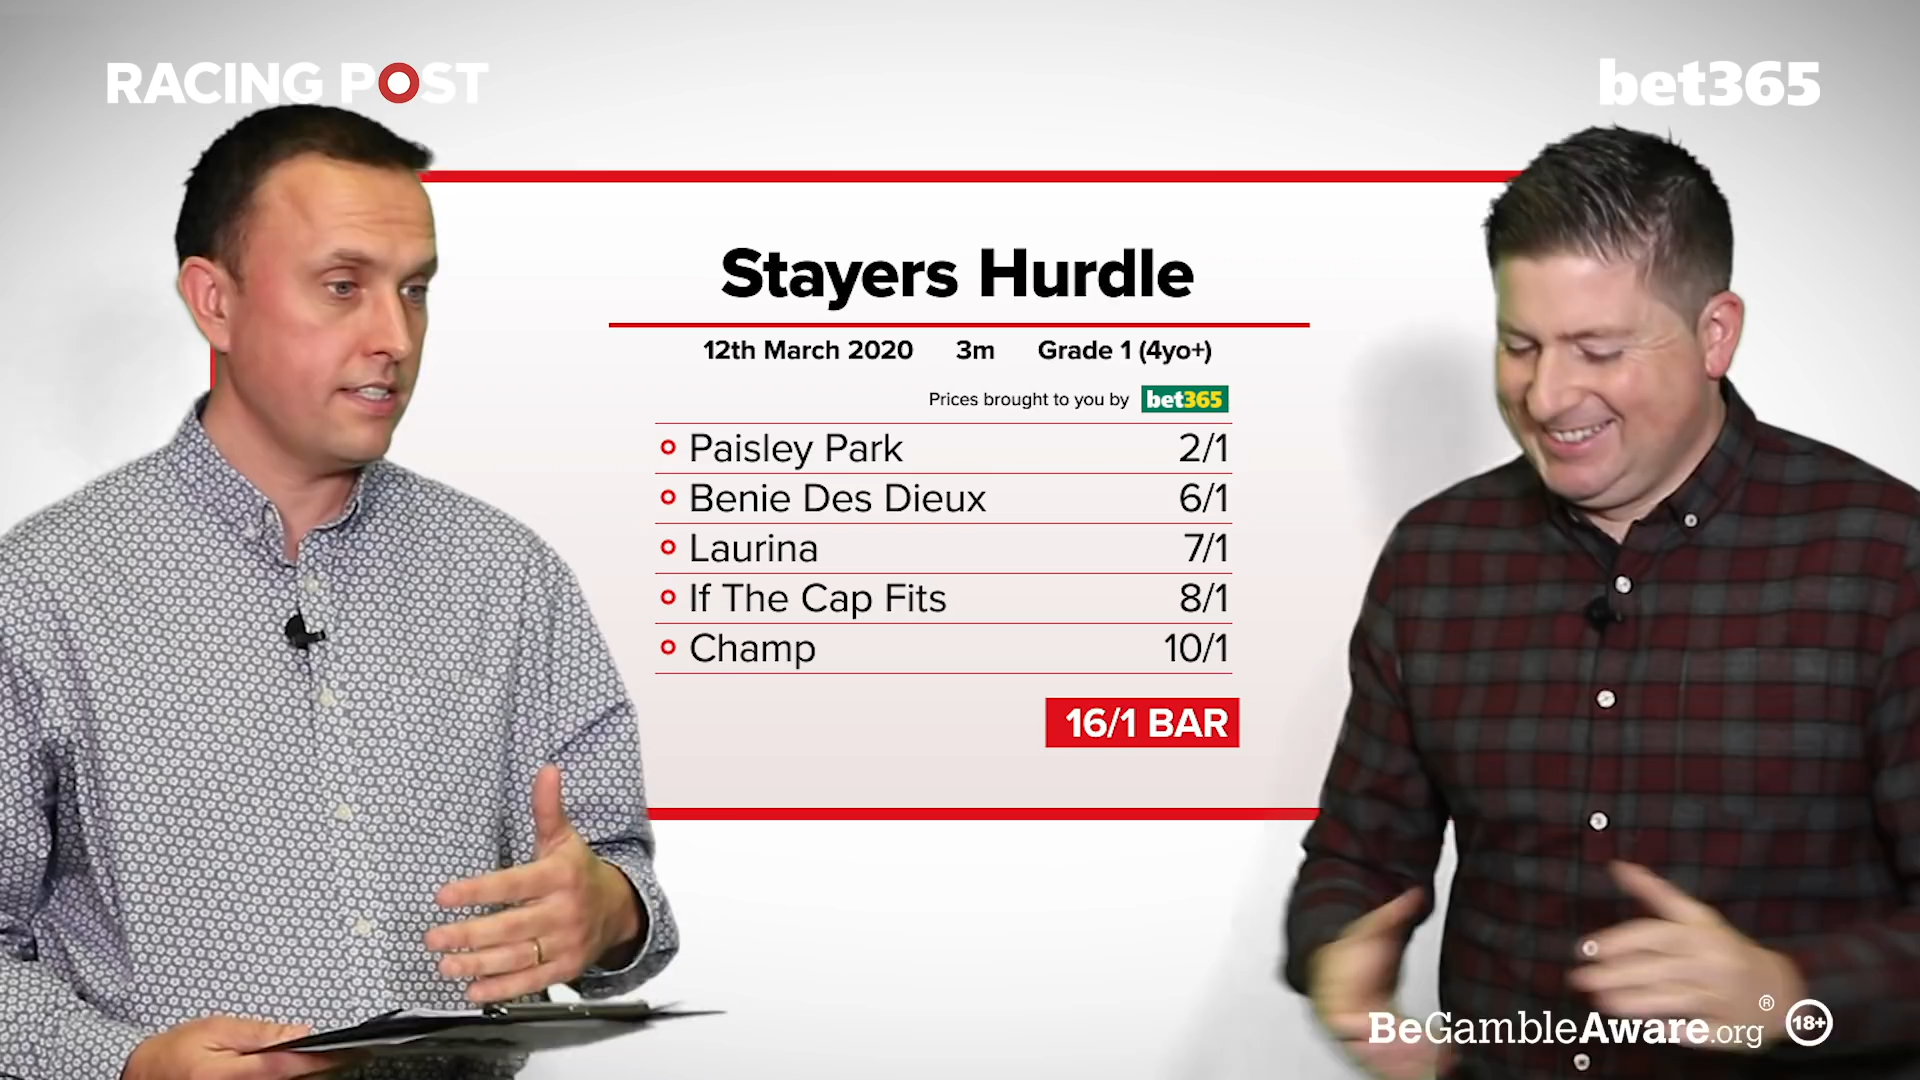 RACING POST
bet365
Stayers Hurdle
12th March 2020 3m Grade 1 (4yo+)
Prices brought to you by bet365
Paisley Park 2/1
Benie Des Dieux 6/1
Laurina 7/1
If The Cap Fits 8/1
Champ 10/1
16/1 BAR
BeGambleAware.org® 18+